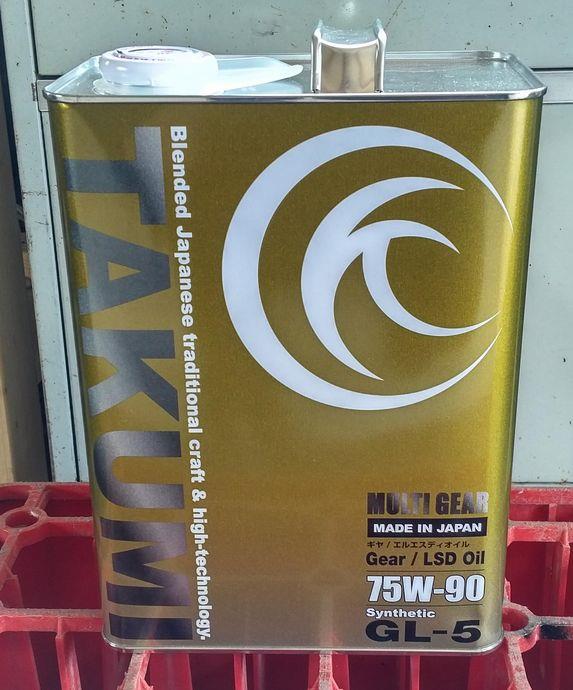 TAKUMI
Blended Japanese traditional craft & high-technology.
MULTI GEAR
MADE IN JAPAN
ギヤ / エルエスディオイル
Gear / LSD Oil
75W-90
Synthetic
GL-5